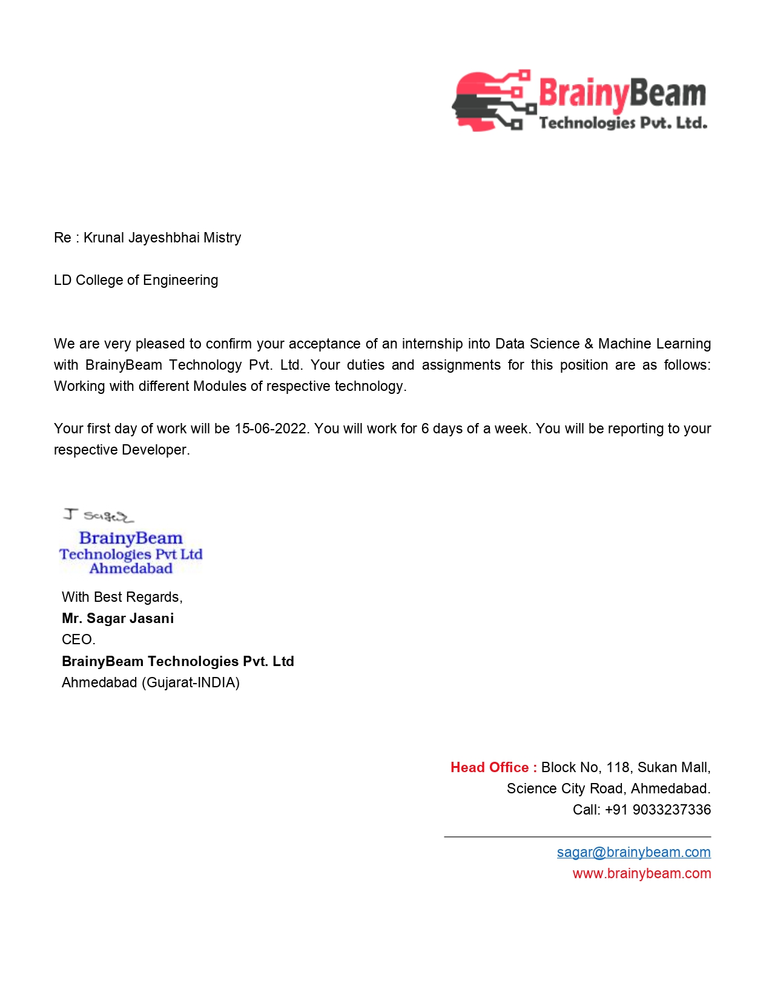 BrainyBeam
Technologies Pvt. Ltd.
Re : Krunal Jayeshbhai Mistry
LD College of Engineering
We are very pleased to confirm your acceptance of an internship into Data Science & Machine Learning
with BrainyBeam Technology Pvt. Ltd. Your duties and assignments for this position are as follows:
Working with different Modules of respective technology.
Your first day of work will be 15-06-2022. You will work for 6 days of a week. You will be reporting to your
respective Developer.
J Sagar
BrainyBeam
Technologies Pvt Ltd
Ahmedabad
With Best Regards,
Mr. Sagar Jasani
CEO.
BrainyBeam Technologies Pvt. Ltd
Ahmedabad (Gujarat-INDIA)
Head Office : Block No, 118, Sukan Mall,
Science City Road, Ahmedabad.
Call: +91 9033237336
sagar@brainybeam.com
www.brainybeam.com